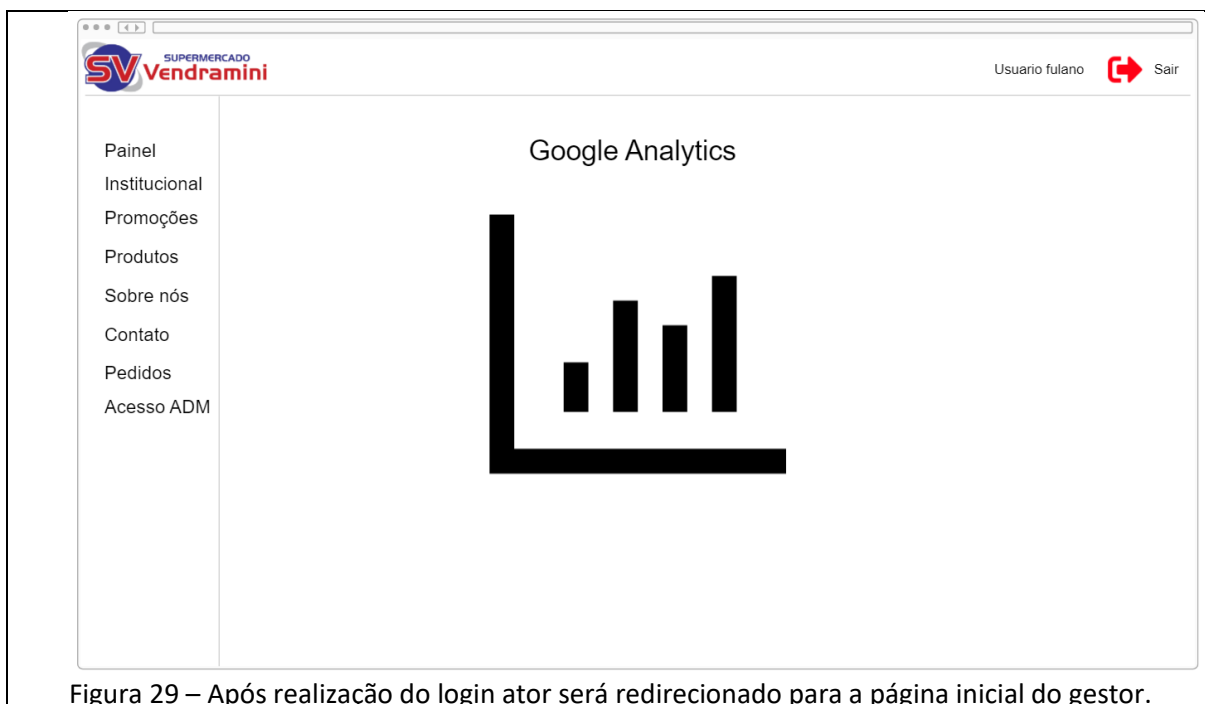 SUPERMERCADO
SV Vendramini
Usuario fulano
Sair
Painel
Institucional
Promoções
Produtos
Sobre nós
Contato
Pedidos
Acesso ADM
Google Analytics
Figura 29 – Após realização do login ator será redirecionado para a página inicial do gestor.